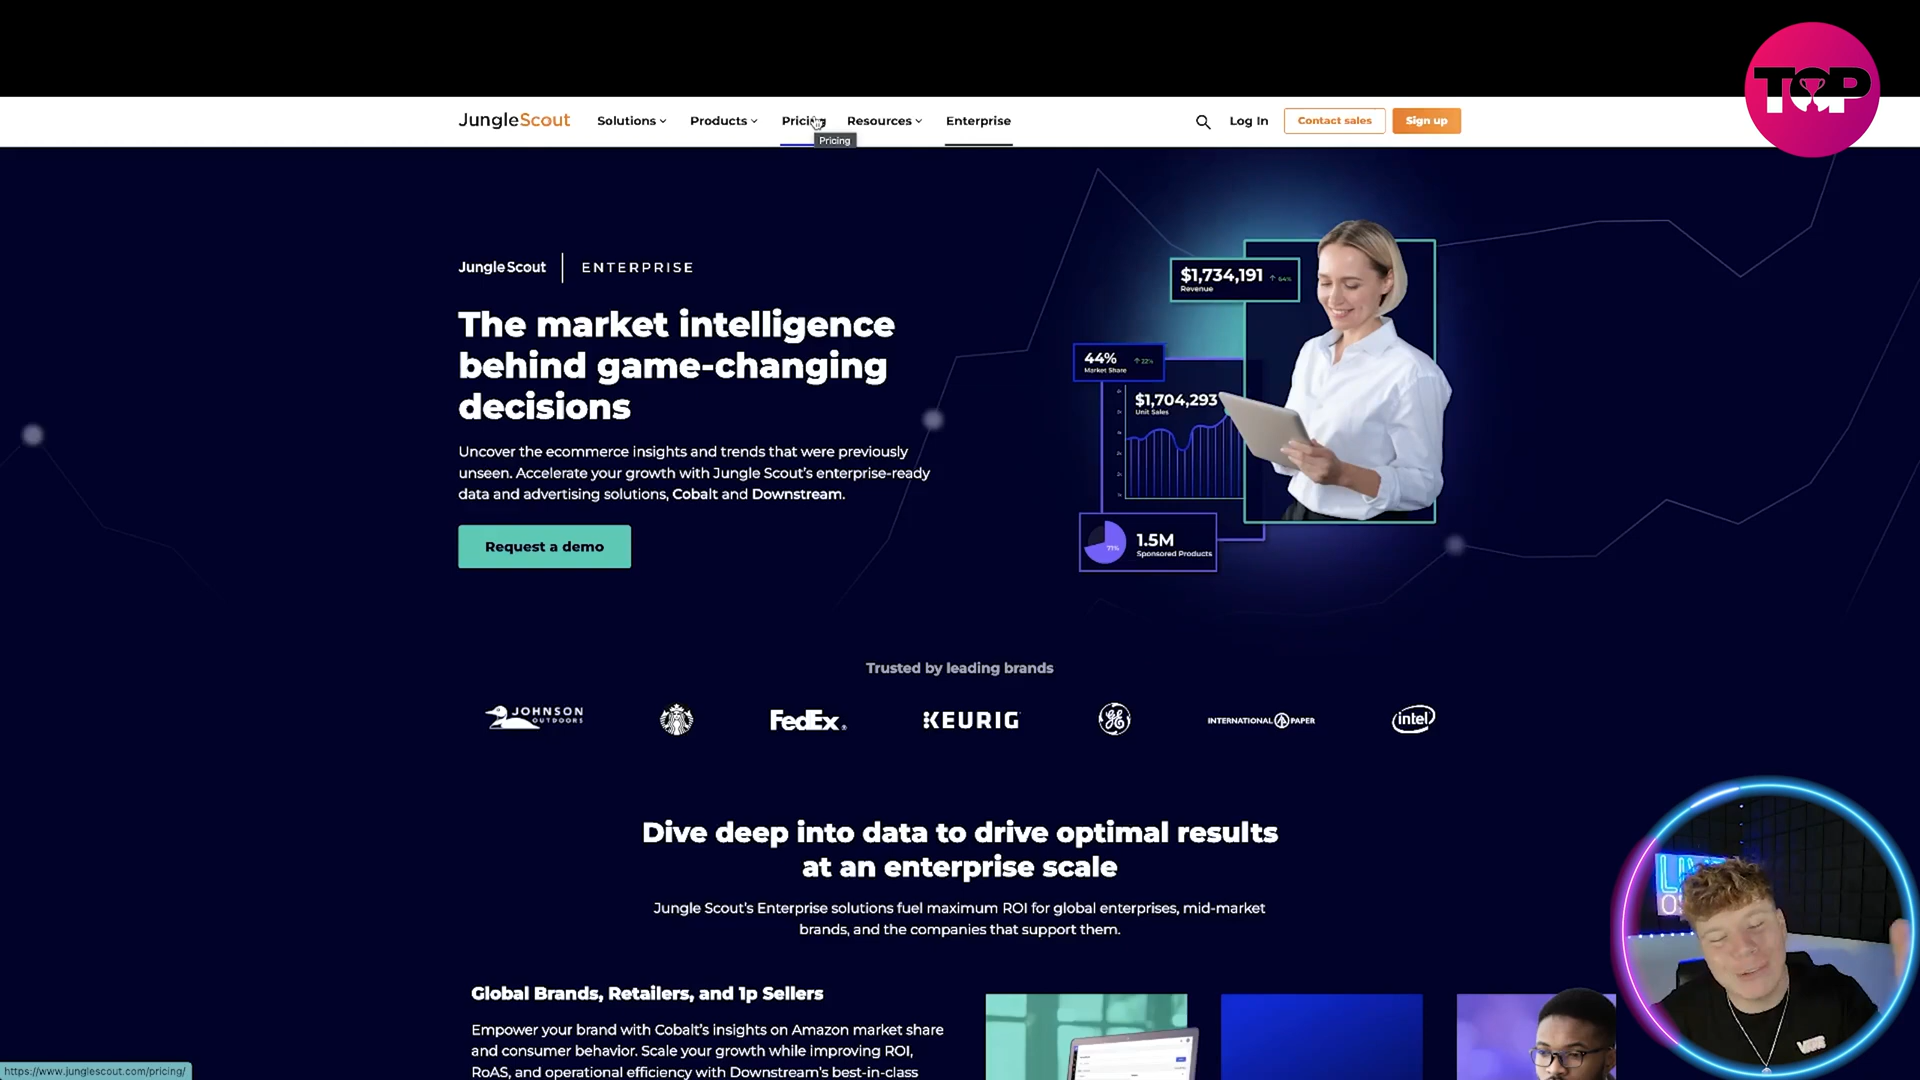 TOP
JungleScout Solutions Products Pricing Resources Enterprise Log In Contact sales Sign up
Pricing
Jungle Scout ENTERPRISE
The market intelligence
behind game-changing
decisions
Uncover the ecommerce insights and trends that were previously
unseen. Accelerate your growth with Jungle Scout's enterprise-ready
data and advertising solutions, Cobalt and Downstream.
Request a demo
$1,734,191 ↑ 64%
Revenue
44% ↑ 22%
Market Share
$1,704,293
Unit Sales
71%
1.5M
Sponsored Products
Trusted by leading brands
JOHNSON
OUTDOORS
FedEx®
KEURIG
GE
INTERNATIONAL PAPER
intel
Dive deep into data to drive optimal results
at an enterprise scale
Jungle Scout's Enterprise solutions fuel maximum ROI for global enterprises, mid-market
brands, and the companies that support them.
Global Brands, Retailers, and 1p Sellers
Empower your brand with Cobalt's insights on Amazon market share
and consumer behavior. Scale your growth while improving ROI,
RoAS, and operational efficiency with Downstream's best-in-class
https://www.junglescout.com/pricing/